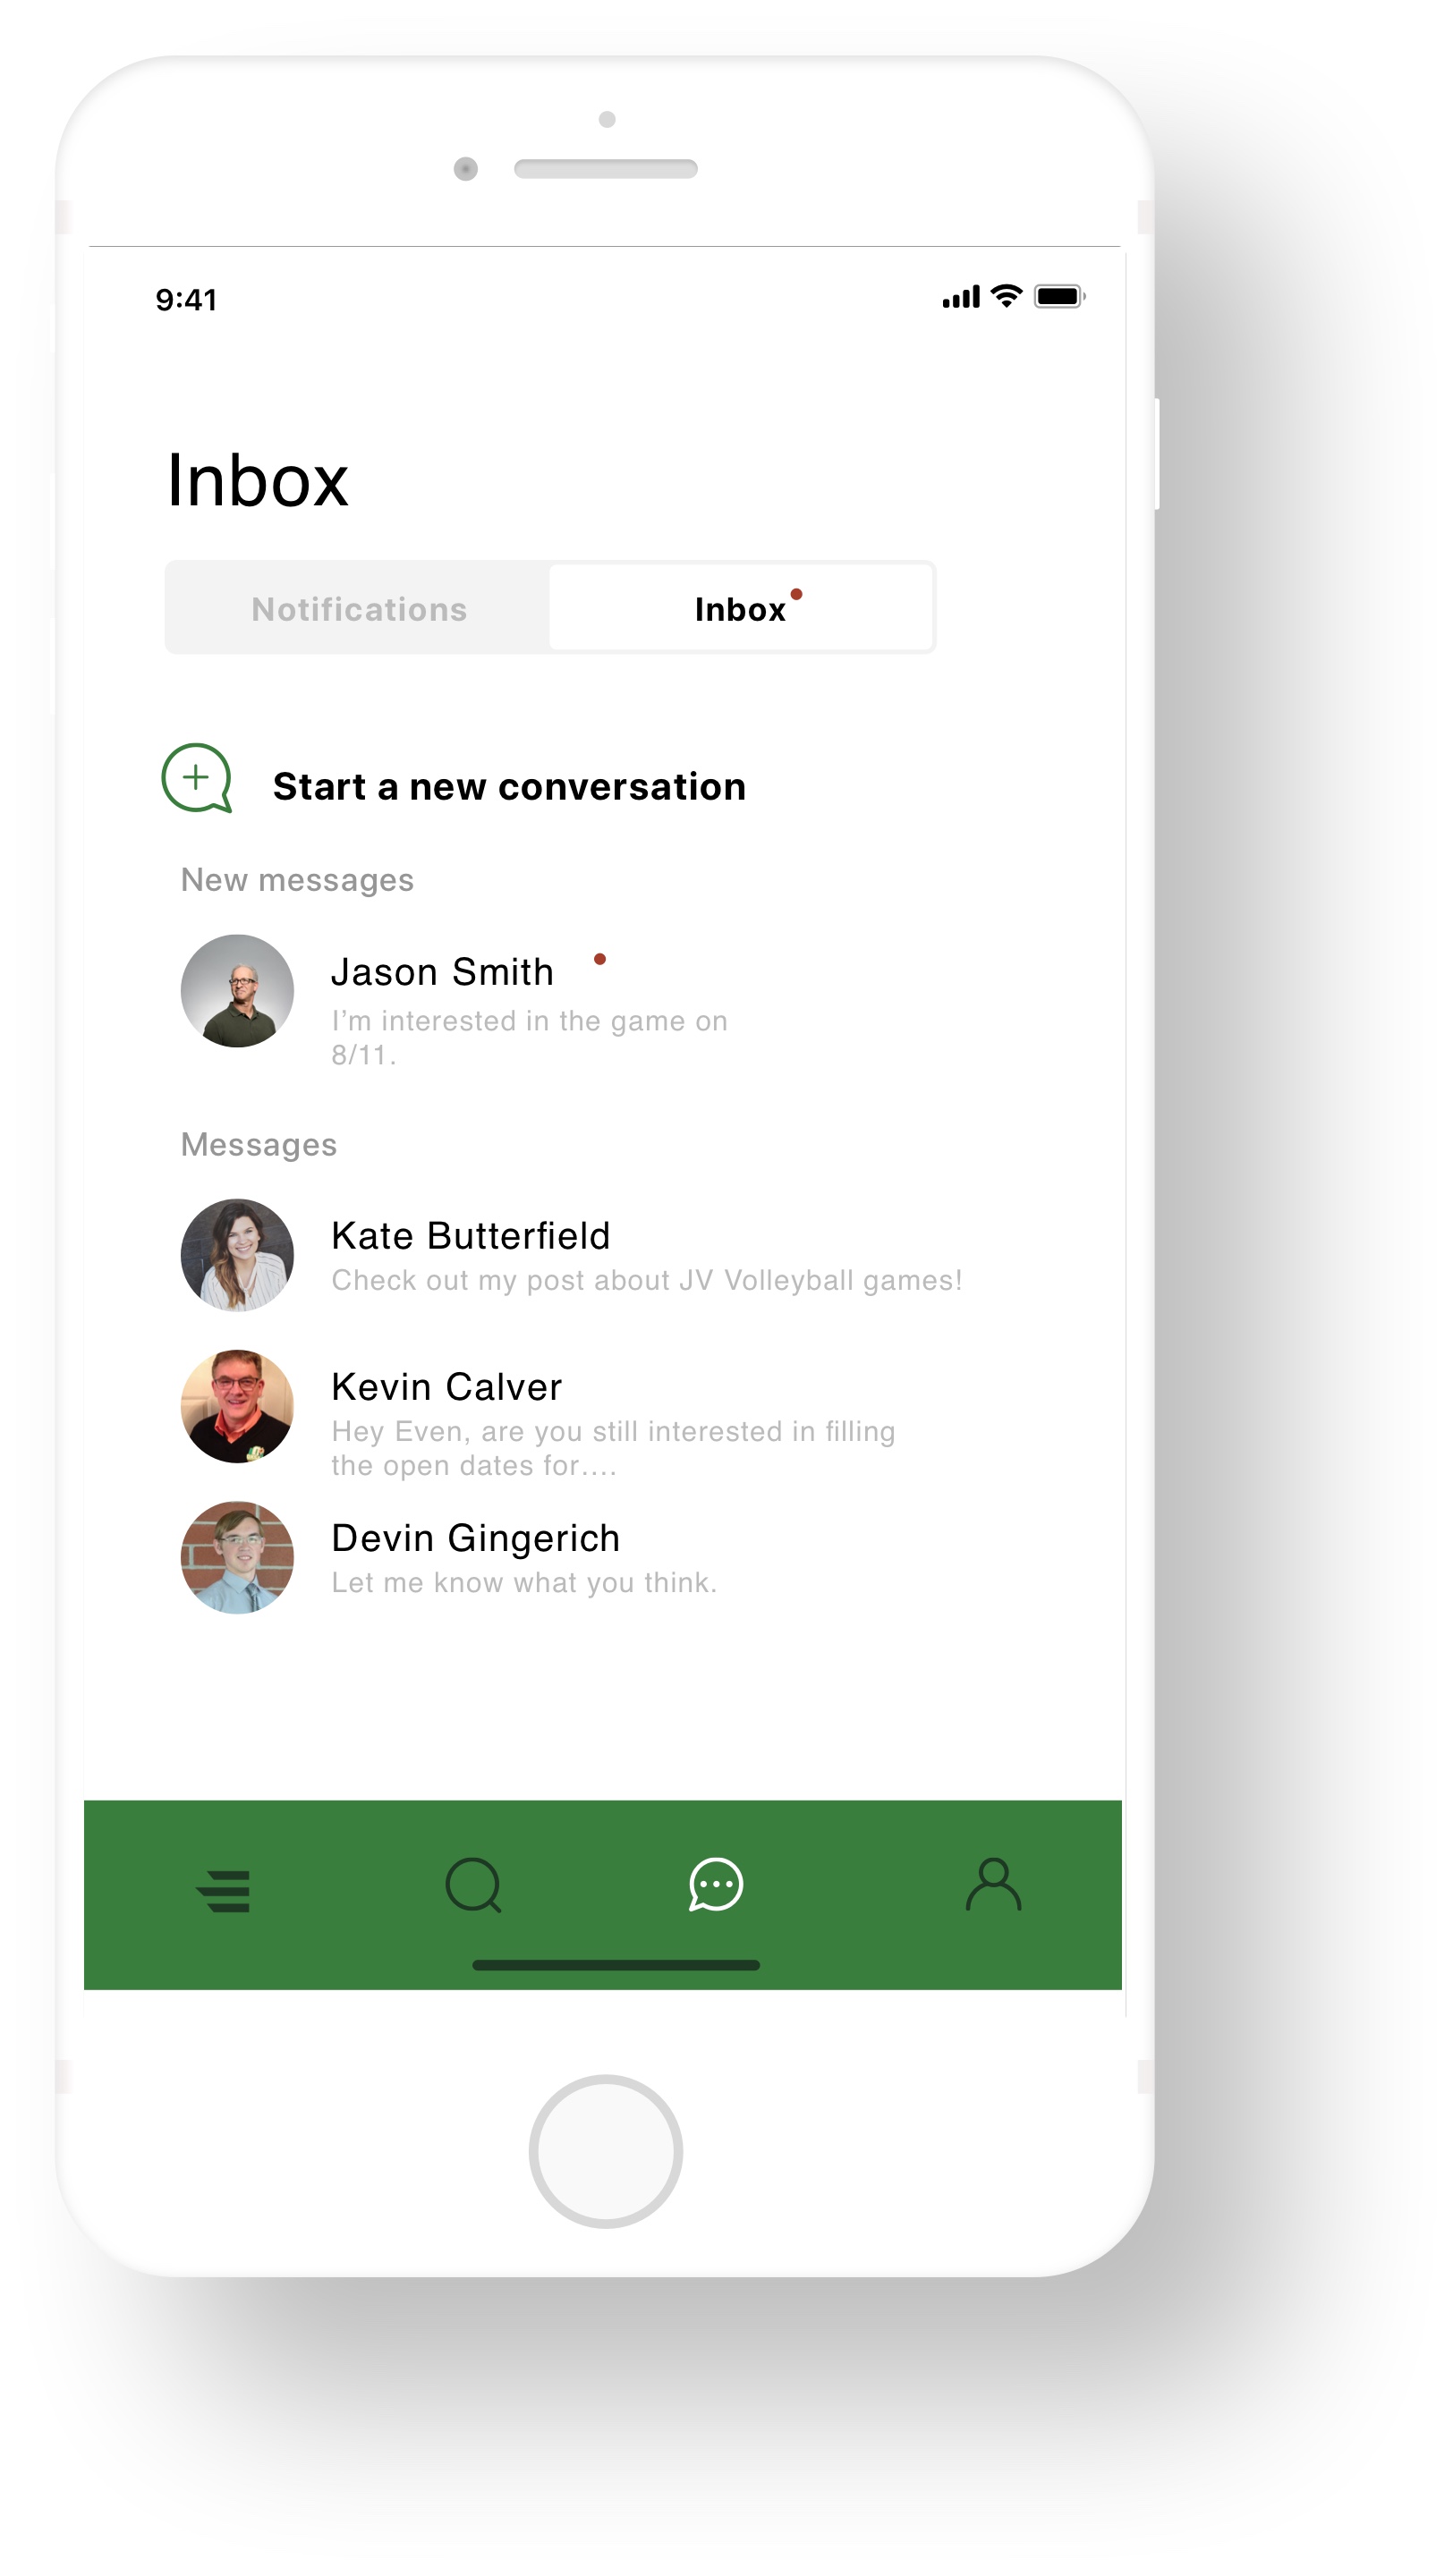 9:41
Inbox
Notifications
Inbox
Start a new conversation
New messages
Jason Smith
I’m interested in the game on
8/11.
Messages
Kate Butterfield
Check out my post about JV Volleyball games!
Kevin Calver
Hey Even, are you still interested in filling
the open dates for....
Devin Gingerich
Let me know what you think.